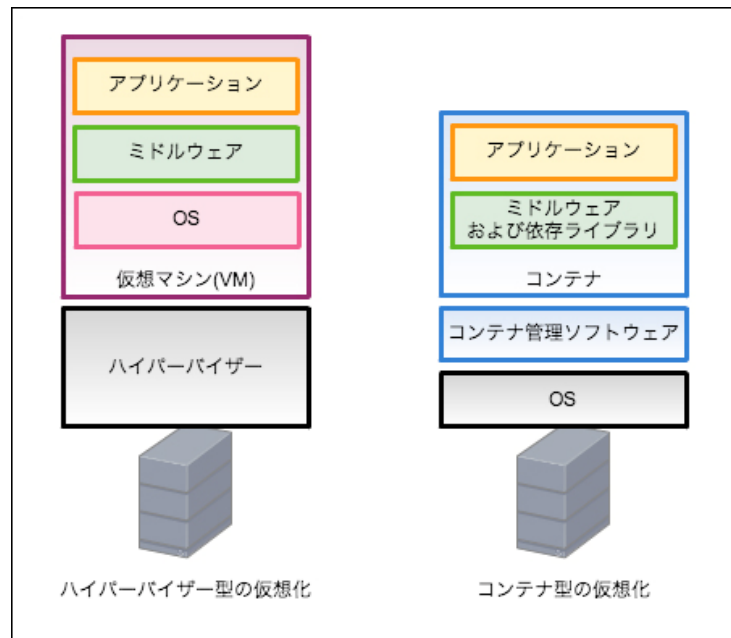 アプリケーション
ミドルウェア
OS
仮想マシン(VM)
ハイパーバイザー
ハイパーバイザー型の仮想化
アプリケーション
ミドルウェア
および依存ライブラリ
コンテナ
コンテナ管理ソフトウェア
OS
コンテナ型の仮想化